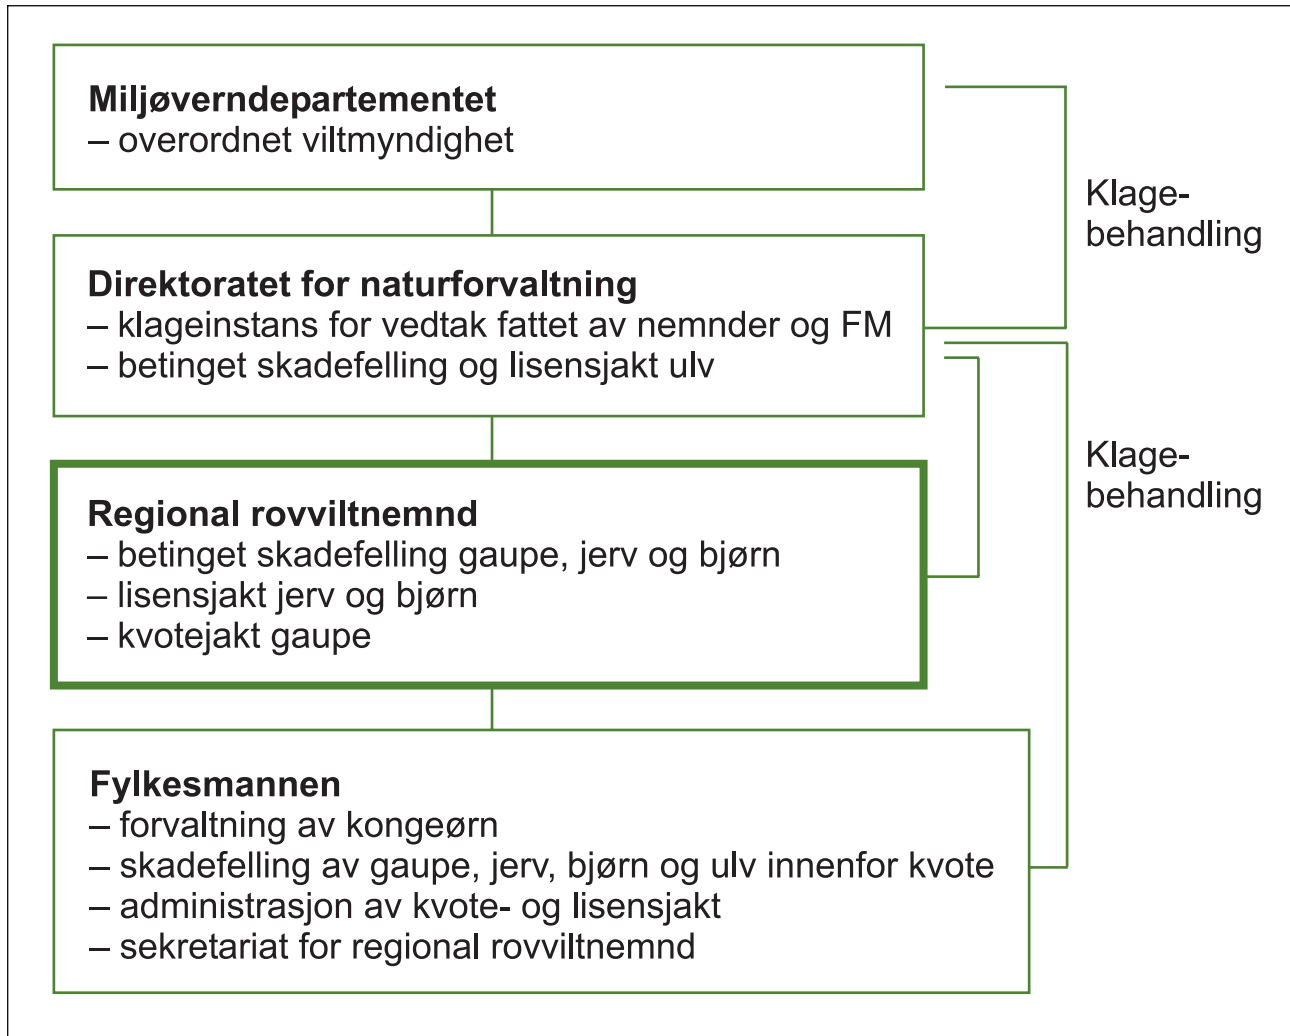 Miljøverndepartementet
– overordnet viltmyndighet
Klage-
behandling
Direktoratet for naturforvaltning
– klageinstans for vedtak fattet av nemnder og FM
– betinget skadefelling og lisensjakt ulv
Klage-
behandling
Regional rovviltnemnd
– betinget skadefelling gaupe, jerv og bjørn
– lisensjakt jerv og bjørn
– kvotejakt gaupe
Fylkesmannen
– forvaltning av kongeørn
– skadefelling av gaupe, jerv, bjørn og ulv innenfor kvote
– administrasjon av kvote- og lisensjakt
– sekretariat for regional rovviltnemnd